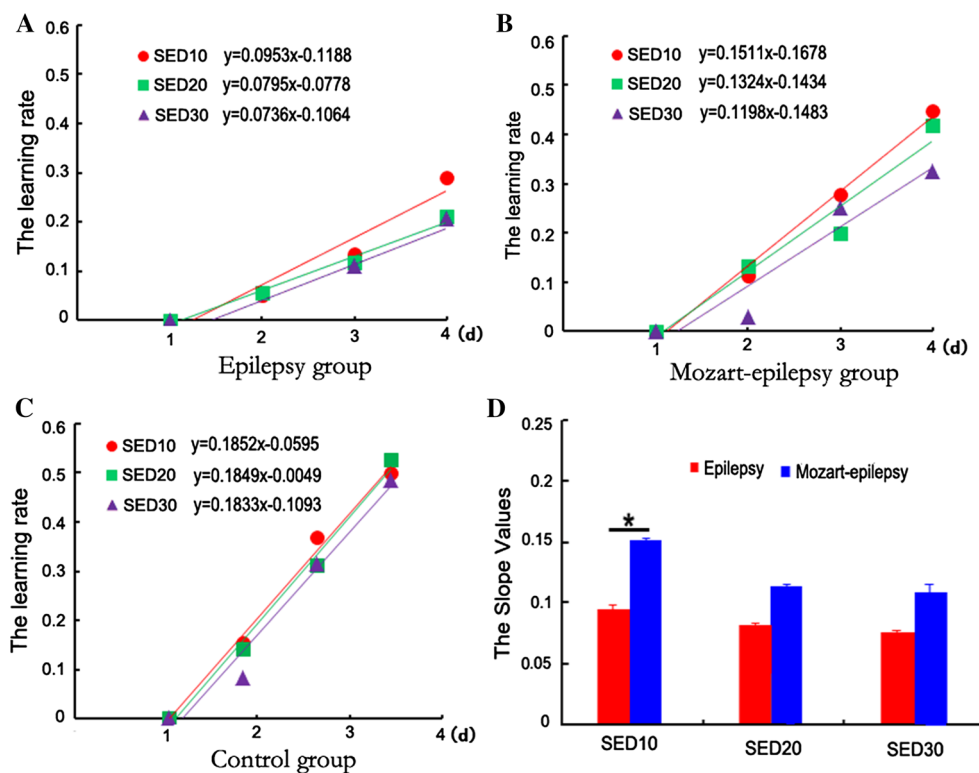 A
The learning rate
0.6
0.5
0.4
0.3
0.2
0.1
0
SED10 y=0.0953x-0.1188
SED20 y=0.0795x-0.0778
SED30 y=0.0736x-0.1064
1 2 3 4 (d)
Epilepsy group
B
The learning rate
0.6
0.5
0.4
0.3
0.2
0.1
0
SED10 y=0.1511x-0.1678
SED20 y=0.1324x-0.1434
SED30 y=0.1198x-0.1483
1 2 3 4 (d)
Mozart-epilepsy group
C
The learning rate
0.6
0.5
0.4
0.3
0.2
0.1
0
SED10 y=0.1852x-0.0595
SED20 y=0.1849x-0.0049
SED30 y=0.1833x-0.1093
1 2 3 4 (d)
Control group
D
The Slope Values
0.25
0.2
0.15
0.1
0.05
0
Epilepsy Mozart-epilepsy
*
SED10 SED20 SED30